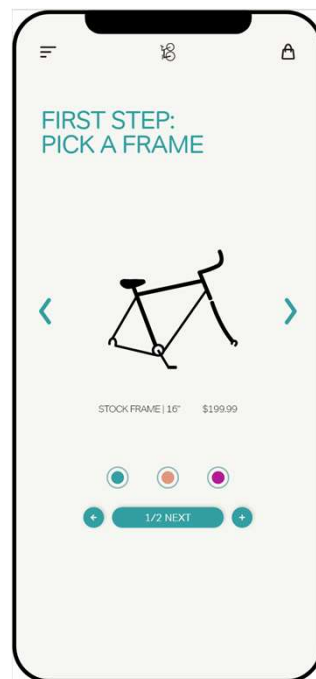 FIRST STEP:
PICK A FRAME
STOCK FRAME | 16" $199.99
1/2 NEXT